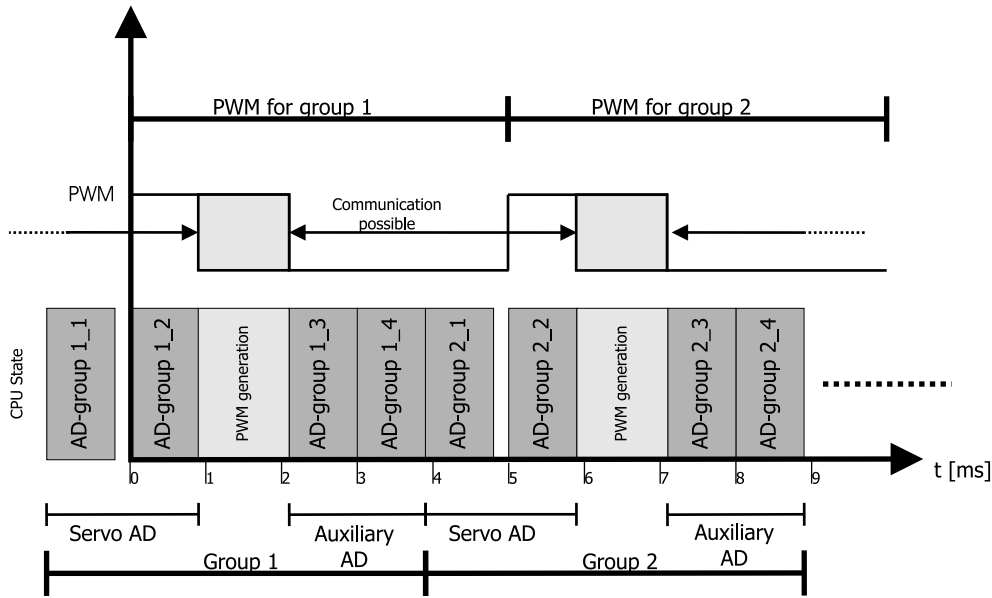 PWM for group 1
PWM for group 2
PWM
Communication
possible
CPU State
AD-group 1_1
AD-group 1_2
PWM generation
AD-group 1_3
AD-group 1_4
AD-group 2_1
AD-group 2_2
PWM generation
AD-group 2_3
AD-group 2_4
0 1 2 3 4 5 6 7 8 9
t [ms]
Servo AD
Auxiliary
AD
Servo AD
Auxiliary
AD
Group 1
Group 2